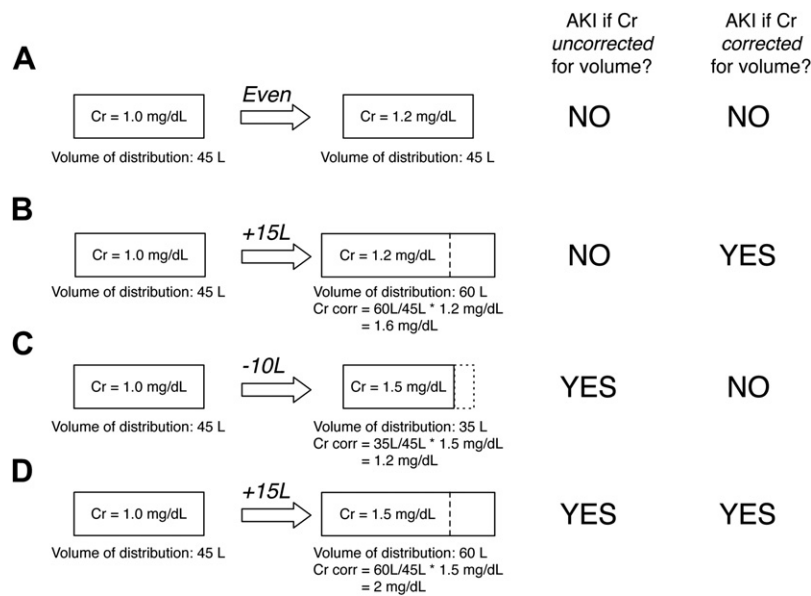 AKI if Cr
uncorrected
for volume?
AKI if Cr
corrected
for volume?
A
Cr = 1.0 mg/dL
Even
Cr = 1.2 mg/dL
NO
NO
Volume of distribution: 45 L
Volume of distribution: 45 L
B
Cr = 1.0 mg/dL
+15L
Cr = 1.2 mg/dL
NO
YES
Volume of distribution: 45 L
Volume of distribution: 60 L
Cr corr = 60L/45L * 1.2 mg/dL
= 1.6 mg/dL
C
Cr = 1.0 mg/dL
-10L
Cr = 1.5 mg/dL
YES
NO
Volume of distribution: 45 L
Volume of distribution: 35 L
Cr corr = 35L/45L * 1.5 mg/dL
= 1.2 mg/dL
D
Cr = 1.0 mg/dL
+15L
Cr = 1.5 mg/dL
YES
YES
Volume of distribution: 45 L
Volume of distribution: 60 L
Cr corr = 60L/45L * 1.5 mg/dL
= 2 mg/dL